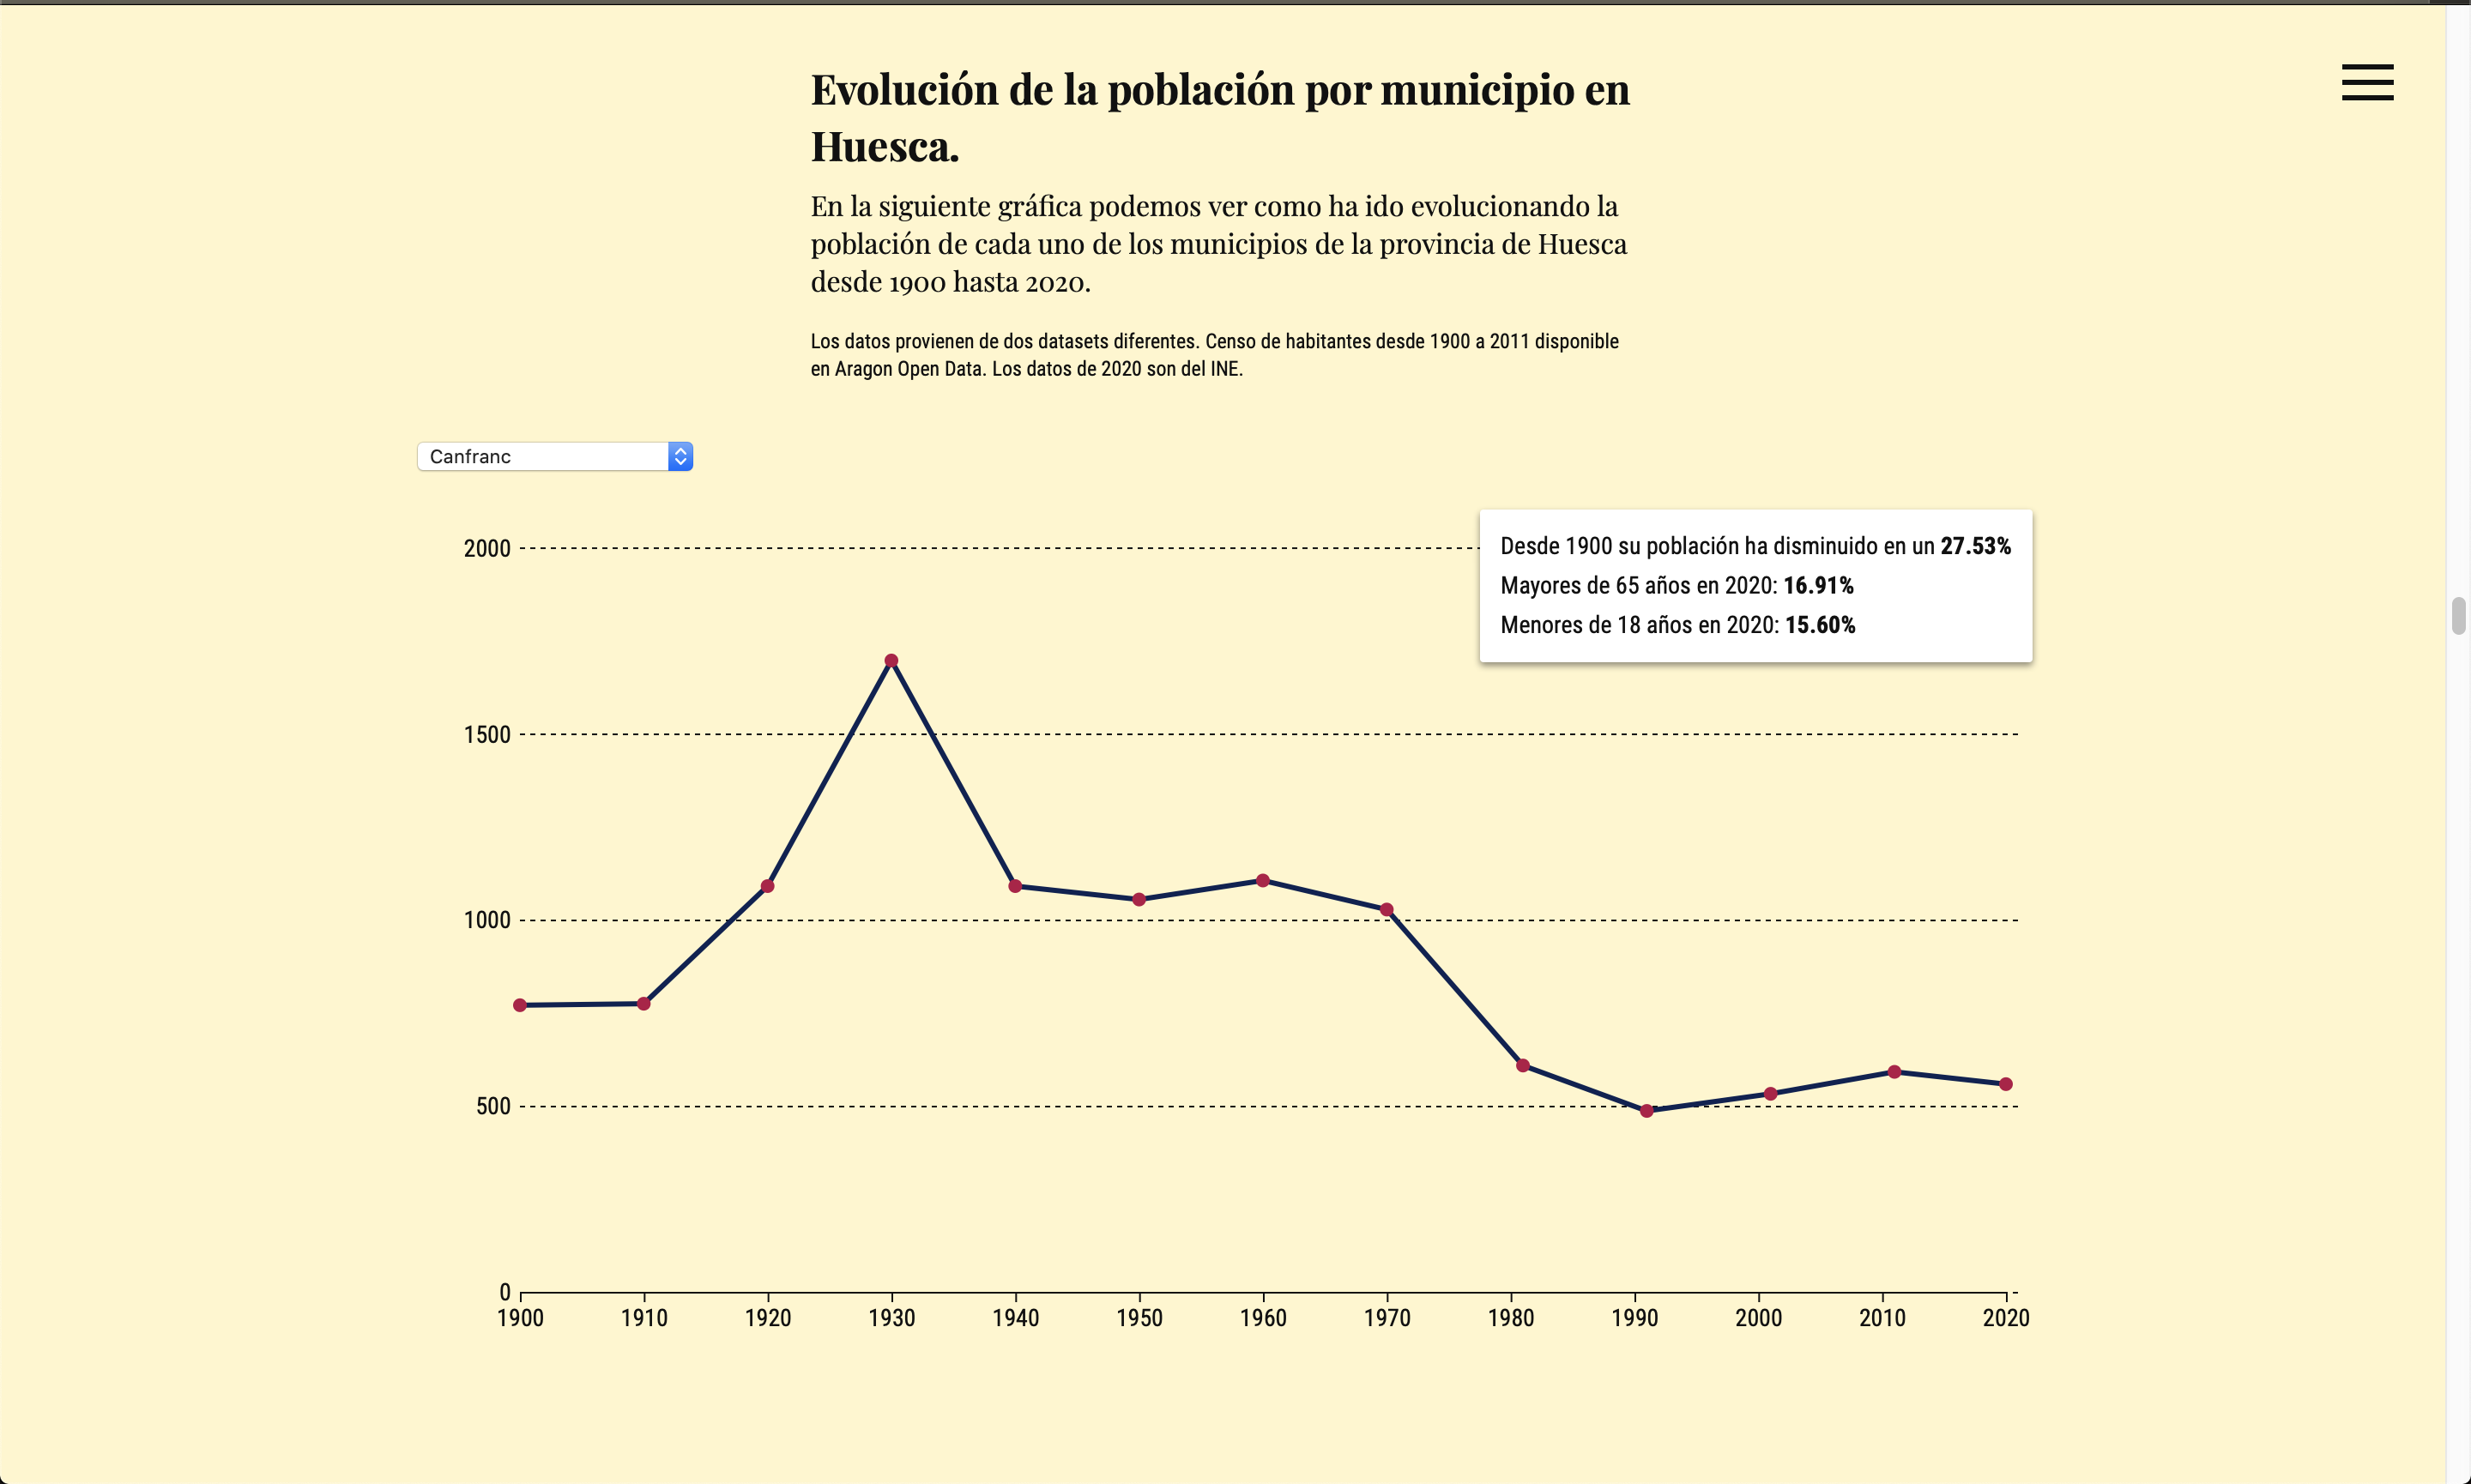 Evolución de la población por municipio en
Huesca.
En la siguiente gráfica podemos ver como ha ido evolucionando la
población de cada uno de los municipios de la provincia de Huesca
desde 1900 hasta 2020.
Los datos provienen de dos datasets diferentes. Censo de habitantes desde 1900 a 2011 disponible
en Aragon Open Data. Los datos de 2020 son del INE.
Canfranc
Desde 1900 su población ha disminuido en un 27.53%
Mayores de 65 años en 2020: 16.91%
Menores de 18 años en 2020: 15.60%
2000
1500
1000
500
0
1900 1910 1920 1930 1940 1950 1960 1970 1980 1990 2000 2010 2020